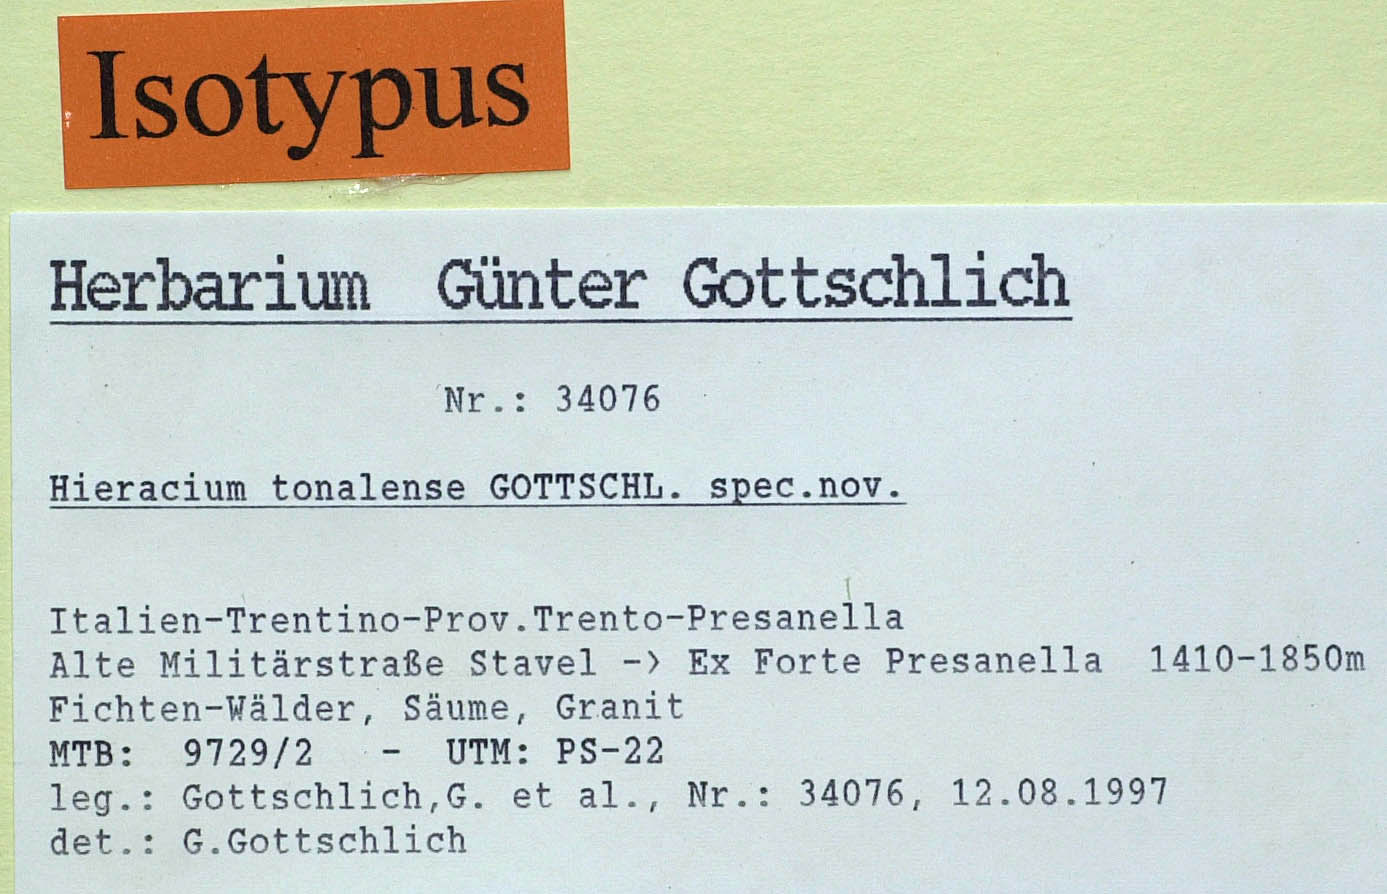 Isotypus
Herbarium Günter Gottschlich
Nr.: 34076
Hieracium tonalense GOTTSCHL. spec.nov.
Italien-Trentino-Prov.Trento-Presanella
Alte Militärstraße Stavel -> Ex Forte Presanella 1410-1850m
Fichten-Wälder, Säume, Granit
MTB: 9729/2 - UTM: PS-22
leg.: Gottschlich,G. et al., Nr.: 34076, 12.08.1997
det.: G.Gottschlich